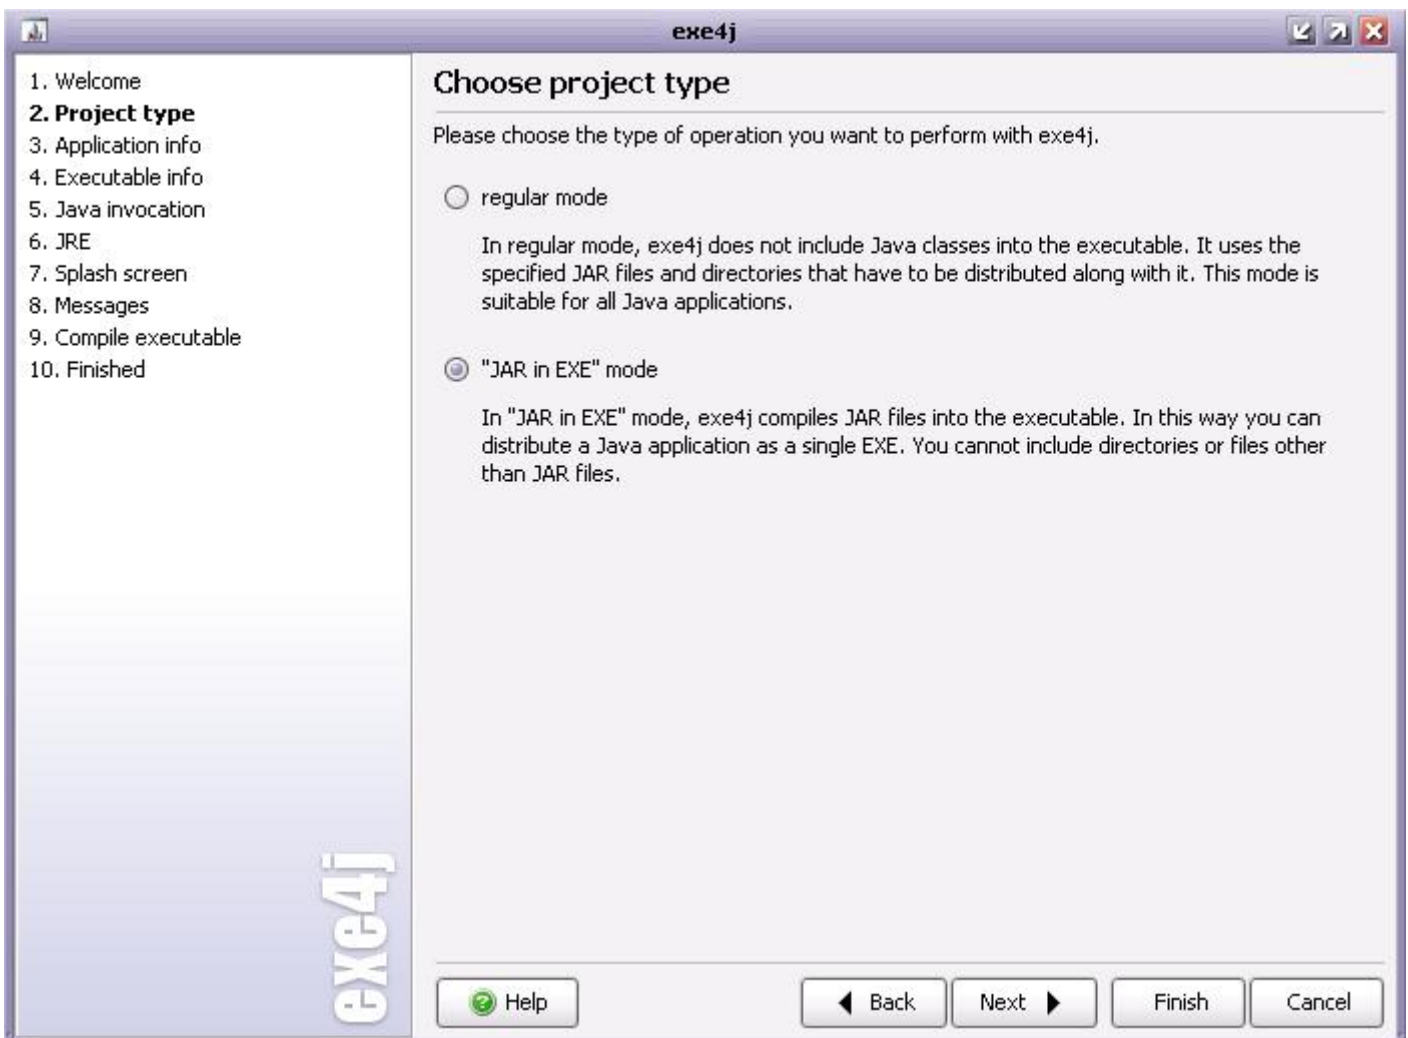 exe4j
1. Welcome
2. Project type
3. Application info
4. Executable info
5. Java invocation
6. JRE
7. Splash screen
8. Messages
9. Compile executable
10. Finished
exe4j
Choose project type
Please choose the type of operation you want to perform with exe4j.
regular mode
In regular mode, exe4j does not include Java classes into the executable. It uses the
specified JAR files and directories that have to be distributed along with it. This mode is
suitable for all Java applications.
"JAR in EXE" mode
In "JAR in EXE" mode, exe4j compiles JAR files into the executable. In this way you can
distribute a Java application as a single EXE. You cannot include directories or files other
than JAR files.
Help
Back
Next
Finish
Cancel